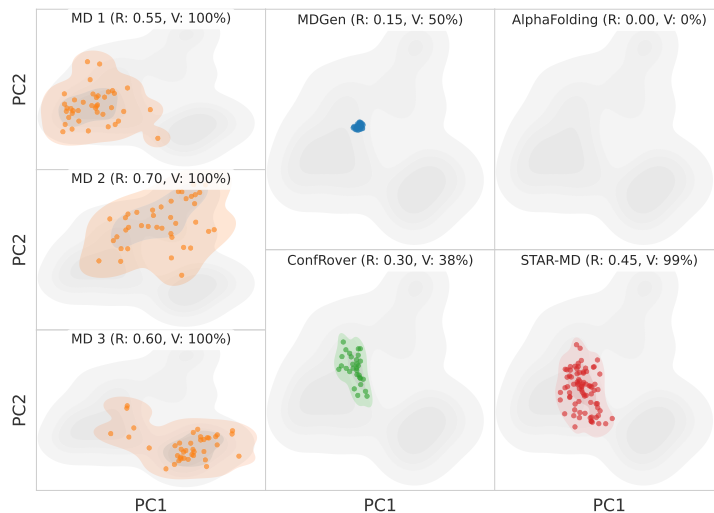 MD 1 (R: 0.55, V: 100%)
PC2
MD 2 (R: 0.70, V: 100%)
PC2
MD 3 (R: 0.60, V: 100%)
PC2
PC1
MDGen (R: 0.15, V: 50%)
AlphaFolding (R: 0.00, V: 0%)
ConfRover (R: 0.30, V: 38%)
STAR-MD (R: 0.45, V: 99%)
PC1
PC1